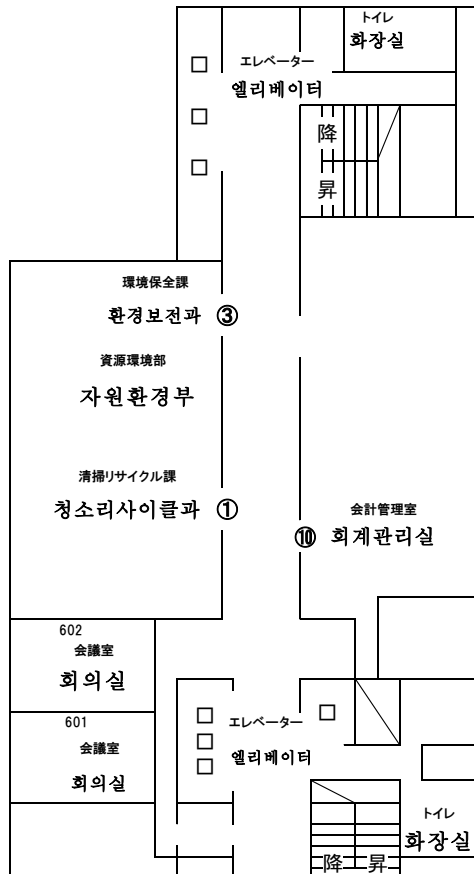 トイレ
화장실
エレベーター
엘리베이터
降
昇
環境保全課
환경보전과 ③
資源環境部
자원환경부
清掃リサイクル課
청소리사이클과 ①
会計管理室
⑩ 회계관리실
602
会議室
회의실
601
会議室
회의실
エレベーター
엘리베이터
トイレ
화장실
降 昇